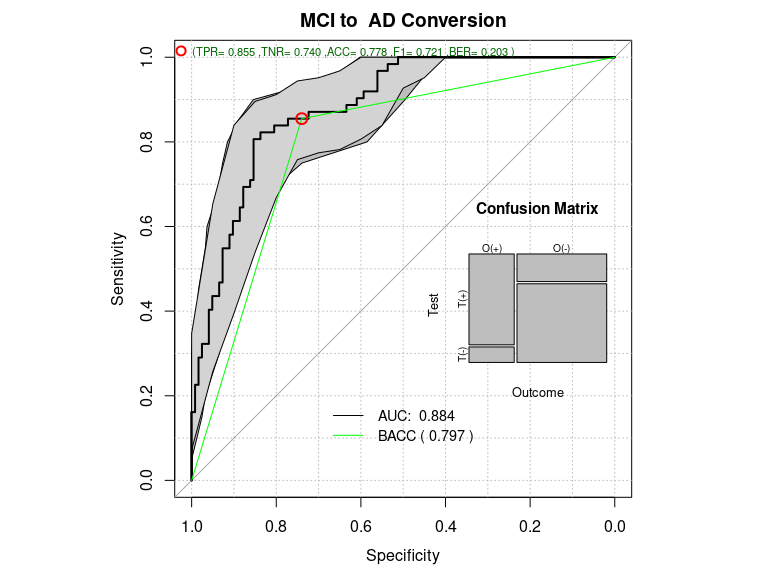 MCI to  AD Conversion
(TPR= 0.855 ,TNR= 0.740 ,ACC= 0.778 ,F1= 0.721 ,BER= 0.203 )
Sensitivity
1.0
0.8
0.6
0.4
0.2
0.0
Confusion Matrix
O(+) O(-)
Test
T(+)
T(-)
Outcome
AUC:  0.884
BACC ( 0.797 )
1.0 0.8 0.6 0.4 0.2 0.0
Specificity